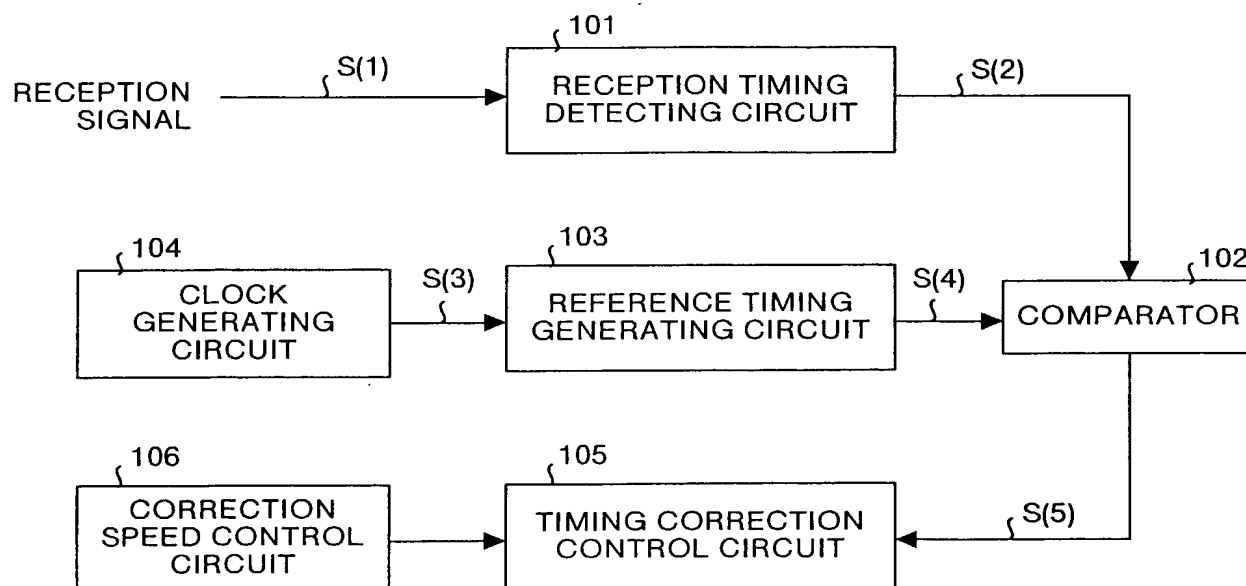 101
RECEPTION
SIGNAL
S(1)
RECEPTION TIMING
DETECTING CIRCUIT
S(2)
104
CLOCK
GENERATING
CIRCUIT
S(3)
103
REFERENCE TIMING
GENERATING CIRCUIT
S(4)
102
COMPARATOR
106
CORRECTION
SPEED CONTROL
CIRCUIT
105
TIMING CORRECTION
CONTROL CIRCUIT
S(5)